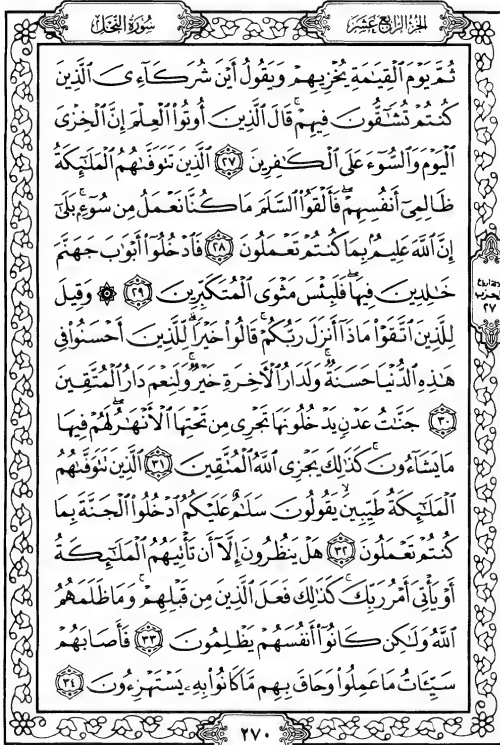 الجزء الرابع عشر
سورة النحل
ثُمَّ يَوْمَ ٱلْقِيَٰمَةِ يُخْزِيهِمْ وَيَقُولُ أَيْنَ شُرَكَآءِىَ ٱلَّذِينَ
كُنتُمْ تُشَٰٓقُّونَ فِيهِمْ ۚ قَالَ ٱلَّذِينَ أُوتُوا۟ ٱلْعِلْمَ إِنَّ ٱلْخِزْىَ
ٱلْيَوْمَ وَٱلسُّوٓءَ عَلَى ٱلْكَٰفِرِينَ ٢٧ ٱلَّذِينَ تَتَوَفَّىٰهُمُ ٱلْمَلَٰٓئِكَةُ
ظَالِمِىٓ أَنفُسِهِمْ ۖ فَأَلْقَوُا۟ ٱلسَّلَمَ مَا كُنَّا نَعْمَلُ مِن سُوٓءٍۭ ۚ بَلَىٰٓ
إِنَّ ٱللَّهَ عَلِيمٌۢ بِمَا كُنتُمْ تَعْمَلُونَ ٢٨ فَٱدْخُلُوٓا۟ أَبْوَٰبَ جَهَنَّمَ
خَٰلِدِينَ فِيهَا ۖ فَلَبِئْسَ مَثْوَى ٱلْمُتَكَبِّرِينَ ٢٩ ۞ وَقِيلَ
لِلَّذِينَ ٱتَّقَوْا۟ مَاذَآ أَنزَلَ رَبُّكُمْ ۚ قَالُوا۟ خَيْرًا ۗ لِّلَّذِينَ أَحْسَنُوا۟ فِى
هَٰذِهِ ٱلدُّنْيَا حَسَنَةٌ ۚ وَلَدَارُ ٱلْءَاخِرَةِ خَيْرٌ ۚ وَلَنِعْمَ دَارُ ٱلْمُتَّقِينَ
٣٠ جَنَّٰتُ عَدْنٍ يَدْخُلُونَهَا تَجْرِى مِن تَحْتِهَا ٱلْأَنْهَٰرُ ۖ لَهُمْ فِيهَا
مَا يَشَآءُونَ ۚ كَذَٰلِكَ يَجْزِى ٱللَّهُ ٱلْمُتَّقِينَ ٣١ ٱلَّذِينَ تَتَوَفَّىٰهُمُ
ٱلْمَلَٰٓئِكَةُ طَيِّبِينَ ۙ يَقُولُونَ سَلَٰمٌ عَلَيْكُمُ ٱدْخُلُوا۟ ٱلْجَنَّةَ بِمَا
كُنتُمْ تَعْمَلُونَ ٣٢ هَلْ يَنظُرُونَ إِلَّآ أَن تَأْتِيَهُمُ ٱلْمَلَٰٓئِكَةُ
أَوْ يَأْتِىَ أَمْرُ رَبِّكَ ۚ كَذَٰلِكَ فَعَلَ ٱلَّذِينَ مِن قَبْلِهِمْ ۚ وَمَا ظَلَمَهُمُ
ٱللَّهُ وَلَٰكِن كَانُوٓا۟ أَنفُسَهُمْ يَظْلِمُونَ ٣٣ فَأَصَابَهُمْ
سَيِّـَٔاتُ مَا عَمِلُوا۟ وَحَاقَ بِهِم مَّا كَانُوا۟ بِهِۦ يَسْتَهْزِءُونَ ٣٤
الحزب
٢٧
٢٧٠